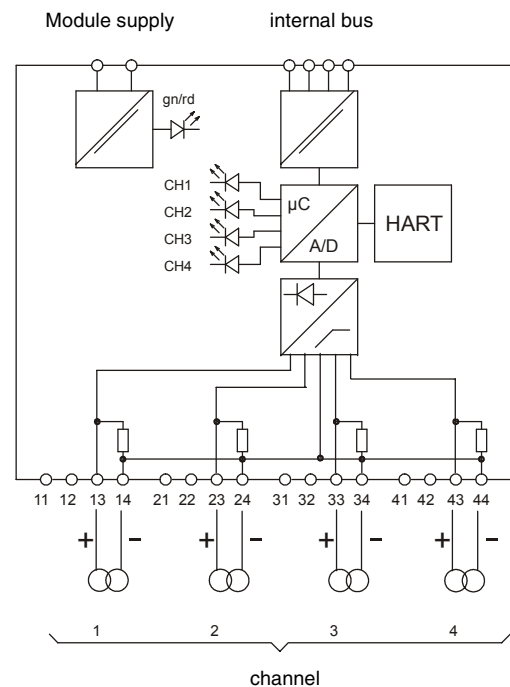 Module supply internal bus
gn/rd
CH1
CH2
CH3
CH4
µC
A/D
HART
11 12 13 14 21 22 23 24 31 32 33 34 41 42 43 44
+ – + – + – + –
1 2 3 4
channel